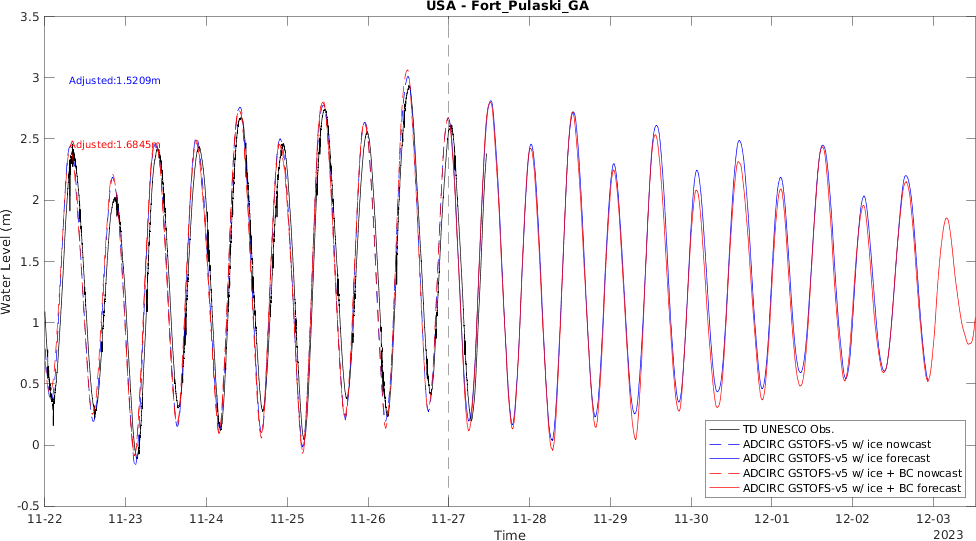 USA - Fort_Pulaski_GA
3.5
3
2.5
2
1.5
1
0.5
0
-0.5
Water Level (m)
Adjusted:1.5209m
Adjusted:1.6845m
TD UNESCO Obs.
ADCIRC GSTOFS-v5 w/ ice nowcast
ADCIRC GSTOFS-v5 w/ ice forecast
ADCIRC GSTOFS-v5 w/ ice + BC nowcast
ADCIRC GSTOFS-v5 w/ ice + BC forecast
11-22 11-23 11-24 11-25 11-26 11-27 11-28 11-29 11-30 12-01 12-02 12-03
Time
2023